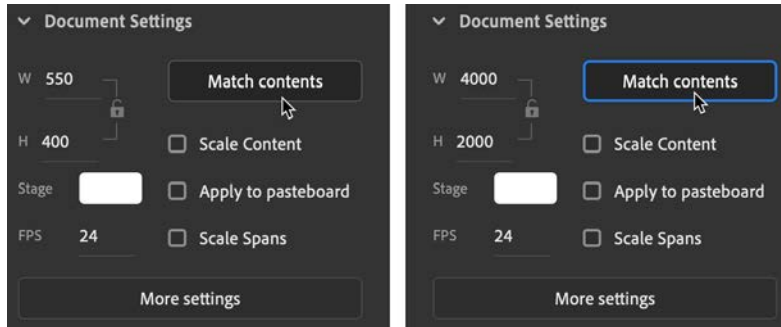 Document Settings
W 550
Match contents
H 400
Scale Content
Stage
Apply to pasteboard
FPS 24
Scale Spans
More settings
Document Settings
W 4000
Match contents
H 2000
Scale Content
Stage
Apply to pasteboard
FPS 24
Scale Spans
More settings